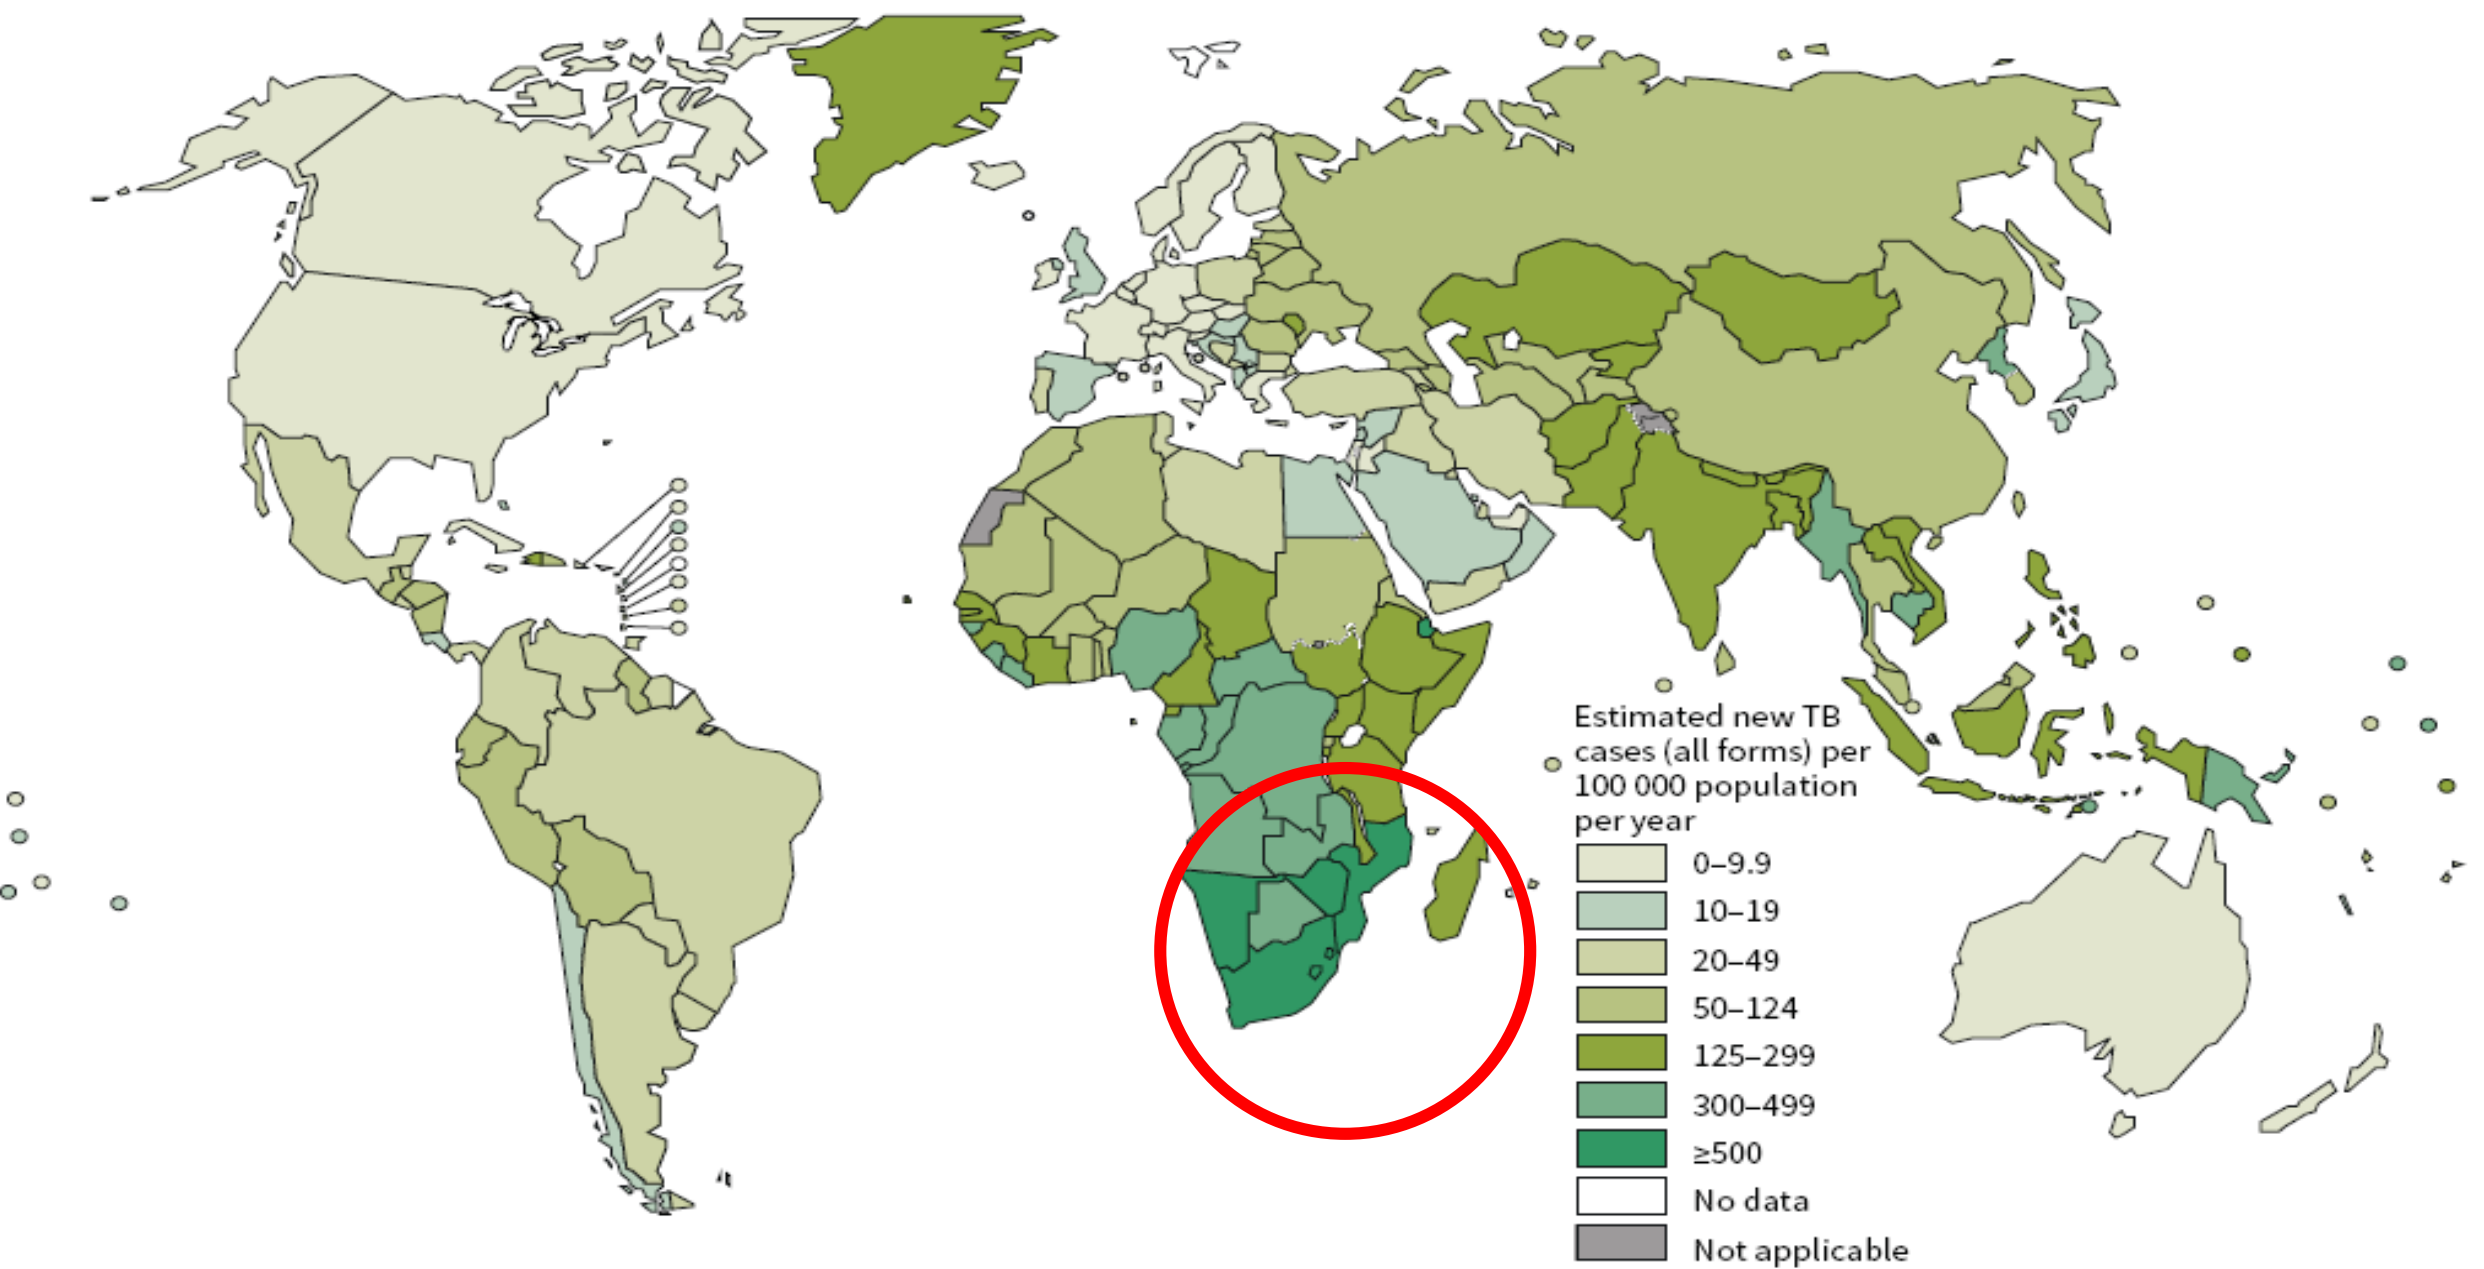 Estimated new TB
cases (all forms) per
100 000 population
per year
0–9.9
10–19
20–49
50–124
125–299
300–499
≥500
No data
Not applicable